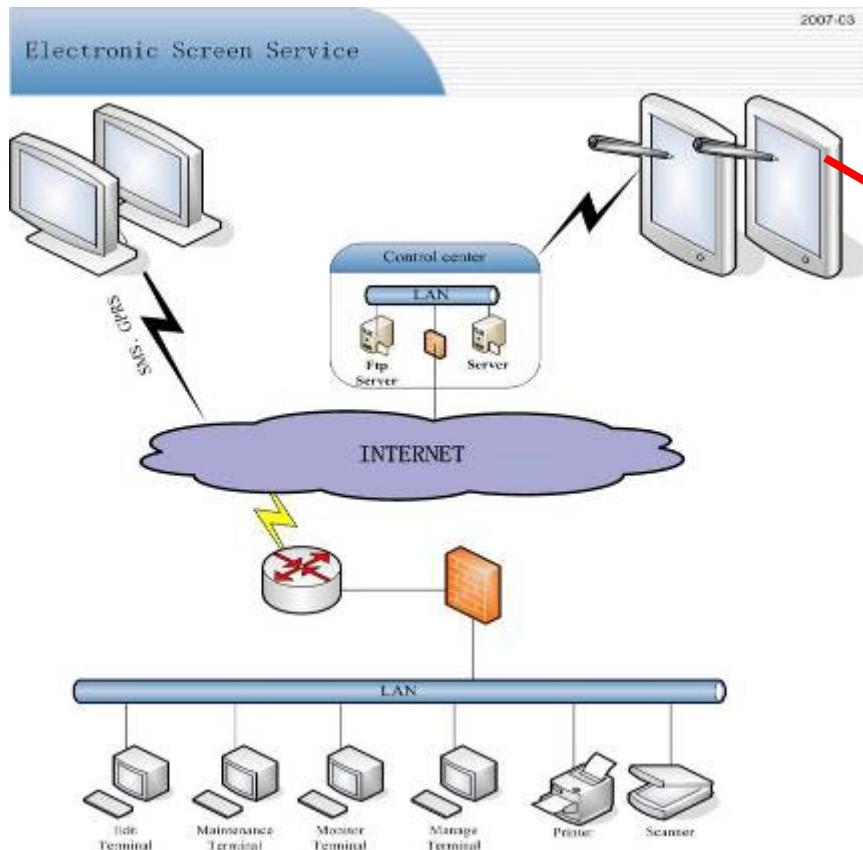 2007-03
Electronic Screen Service
Control center
LAN
Ftp
Server
Server
SMS, GPRS
INTERNET
LAN
Edit
Terminal
Maintenance
Terminal
Monitor
Terminal
Manage
Terminal
Printer
Scanner